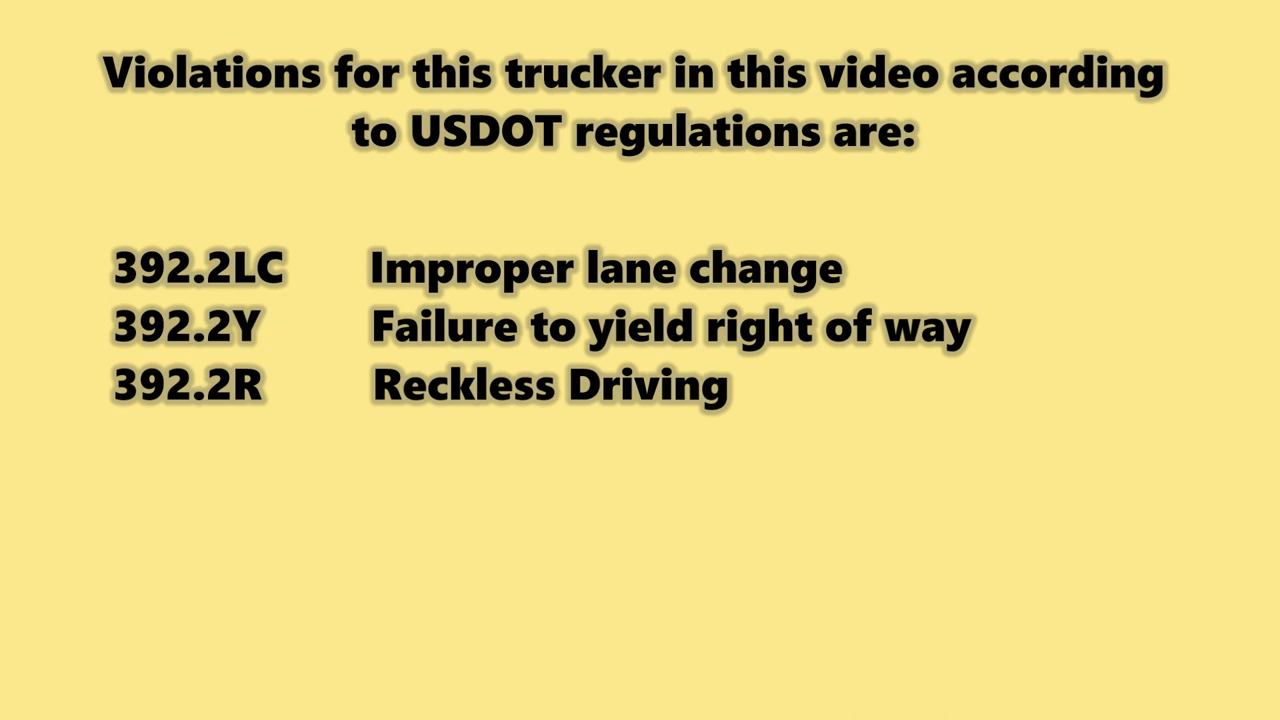 Violations for this trucker in this video according
to USDOT regulations are:
392.2LC Improper lane change
392.2Y Failure to yield right of way
392.2R Reckless Driving